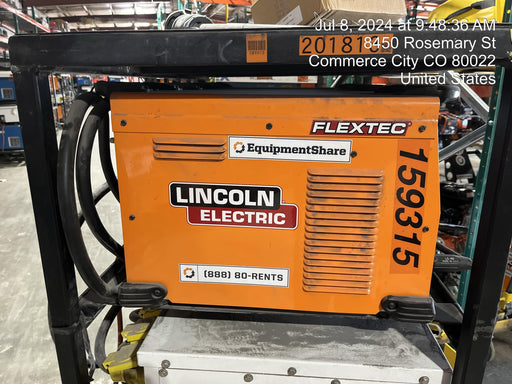 Jul 8, 2024 at 9:48:36 AM
20181
8450 Rosemary St
Commerce City CO 80022
United States
FLEXTEC
EquipmentShare
LINCOLN
ELECTRIC
159315
(888) 80-RENTS